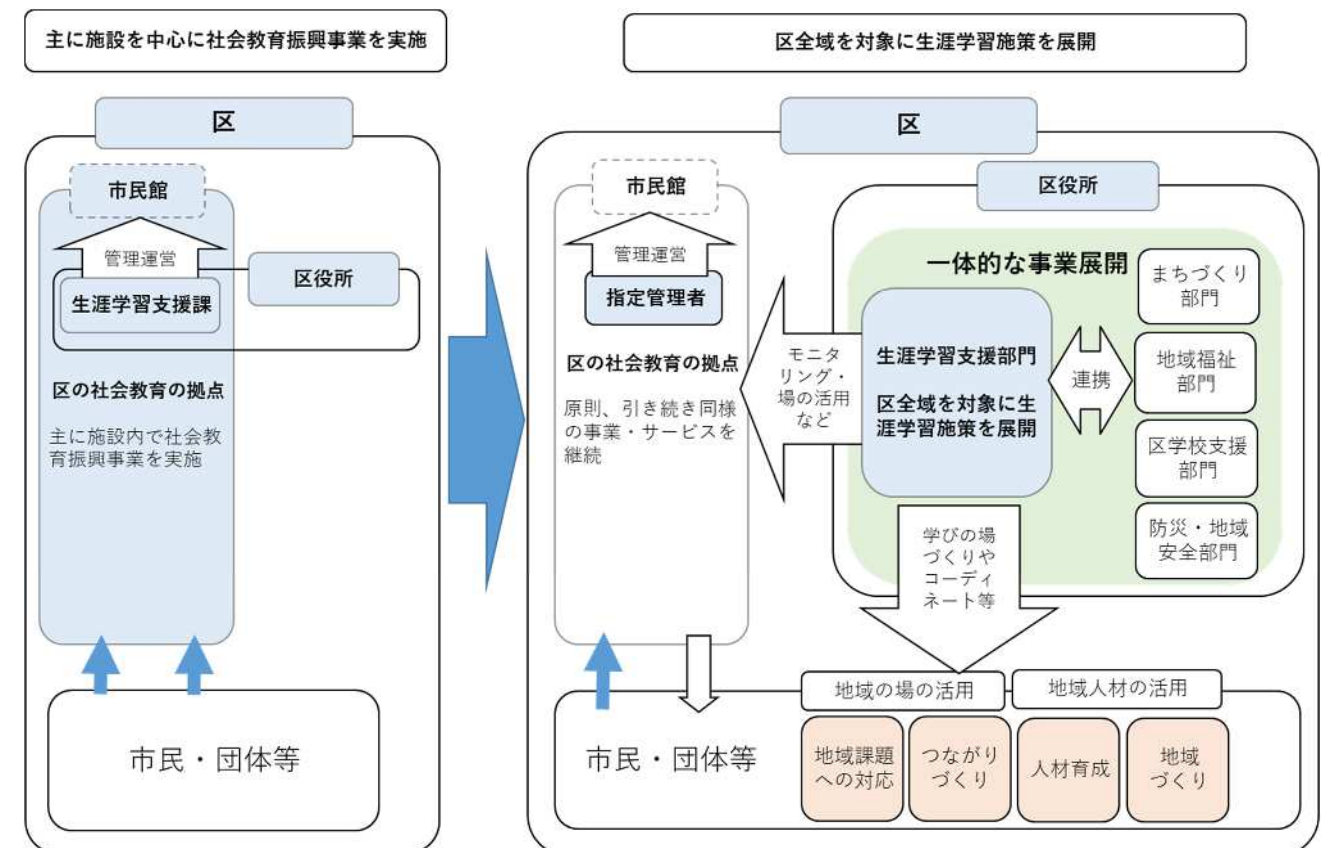 主に施設を中心に社会教育振興事業を実施
区
市民館
管理運営
生涯学習支援課
区役所
区の社会教育の拠点
主に施設内で社会教
育振興事業を実施
市民・団体等
区全域を対象に生涯学習施策を展開
区
市民館
管理運営
指定管理者
区の社会教育の拠点
原則、引き続き同様
の事業・サービスを
継続
モニタ
リング・
場の活用
など
区役所
一体的な事業展開
生涯学習支援部門
区全域を対象に生
涯学習施策を展開
連携
まちづくり
部門
地域福祉
部門
区学校支援
部門
防災・地域
安全部門
学びの場
づくりや
コーディ
ネート等
市民・団体等
地域の場の活用
地域人材の活用
地域課題
への対応
つながり
づくり
人材育成
地域
づくり